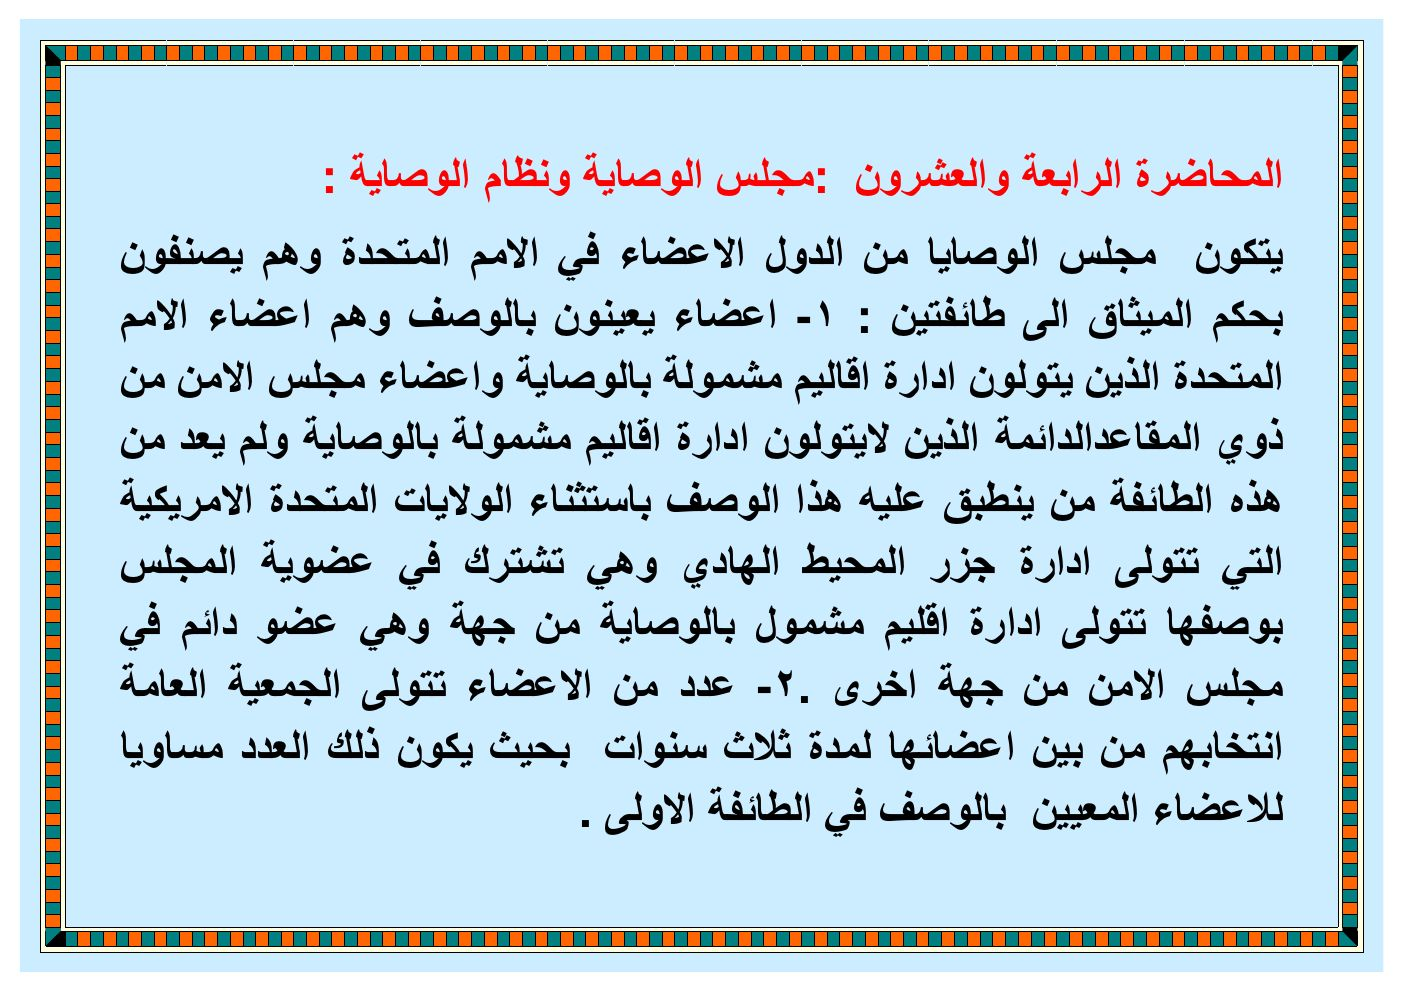 المحاضرة الرابعة والعشرون :مجلس الوصاية ونظام الوصاية :
يتكون مجلس الوصايا من الدول الاعضاء في الامم المتحدة وهم يصنفون
بحكم الميثاق الى طائفتين : ١- اعضاء يعينون بالوصف وهم اعضاء الامم
المتحدة الذين يتولون ادارة اقاليم مشمولة بالوصاية واعضاء مجلس الامن من
ذوي المقاعدالدائمة الذين لايتولون ادارة اقاليم مشمولة بالوصاية ولم يعد من
هذه الطائفة من ينطبق عليه هذا الوصف باستثناء الولايات المتحدة الامريكية
التي تتولى ادارة جزر المحيط الهادي وهي تشترك في عضوية المجلس
بوصفها تتولى ادارة اقليم مشمول بالوصاية من جهة وهي عضو دائم في
مجلس الامن من جهة اخرى .٢- عدد من الاعضاء تتولى الجمعية العامة
انتخابهم من بين اعضائها لمدة ثلاث سنوات بحيث يكون ذلك العدد مساويا
للاعضاء المعيين بالوصف في الطائفة الاولى .